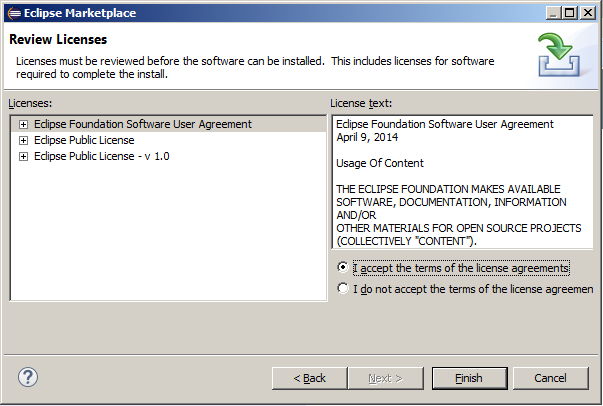 Eclipse Marketplace
Review Licenses
Licenses must be reviewed before the software can be installed. This includes licenses for software
required to complete the install.
Licenses:
Eclipse Foundation Software User Agreement
Eclipse Public License
Eclipse Public License - v 1.0
License text:
Eclipse Foundation Software User Agreement
April 9, 2014
Usage Of Content
THE ECLIPSE FOUNDATION MAKES AVAILABLE
SOFTWARE, DOCUMENTATION, INFORMATION
AND/OR
OTHER MATERIALS FOR OPEN SOURCE PROJECTS
(COLLECTIVELY "CONTENT").
I accept the terms of the license agreements
I do not accept the terms of the license agreemen
?
< Back
Next >
Finish
Cancel